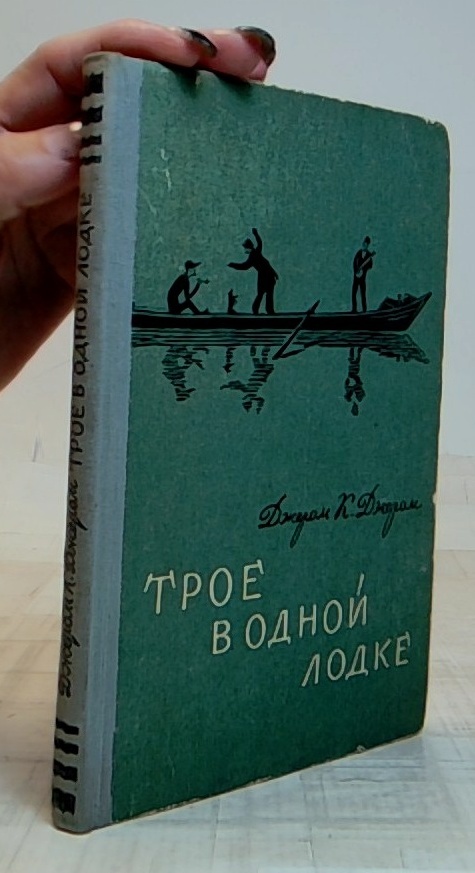 Джером К. Джером
ТРОЕ
В ОДНОЙ
ЛОДКЕ
Джером К. Джером ТРОЕ В ОДНОЙ ЛОДКЕ